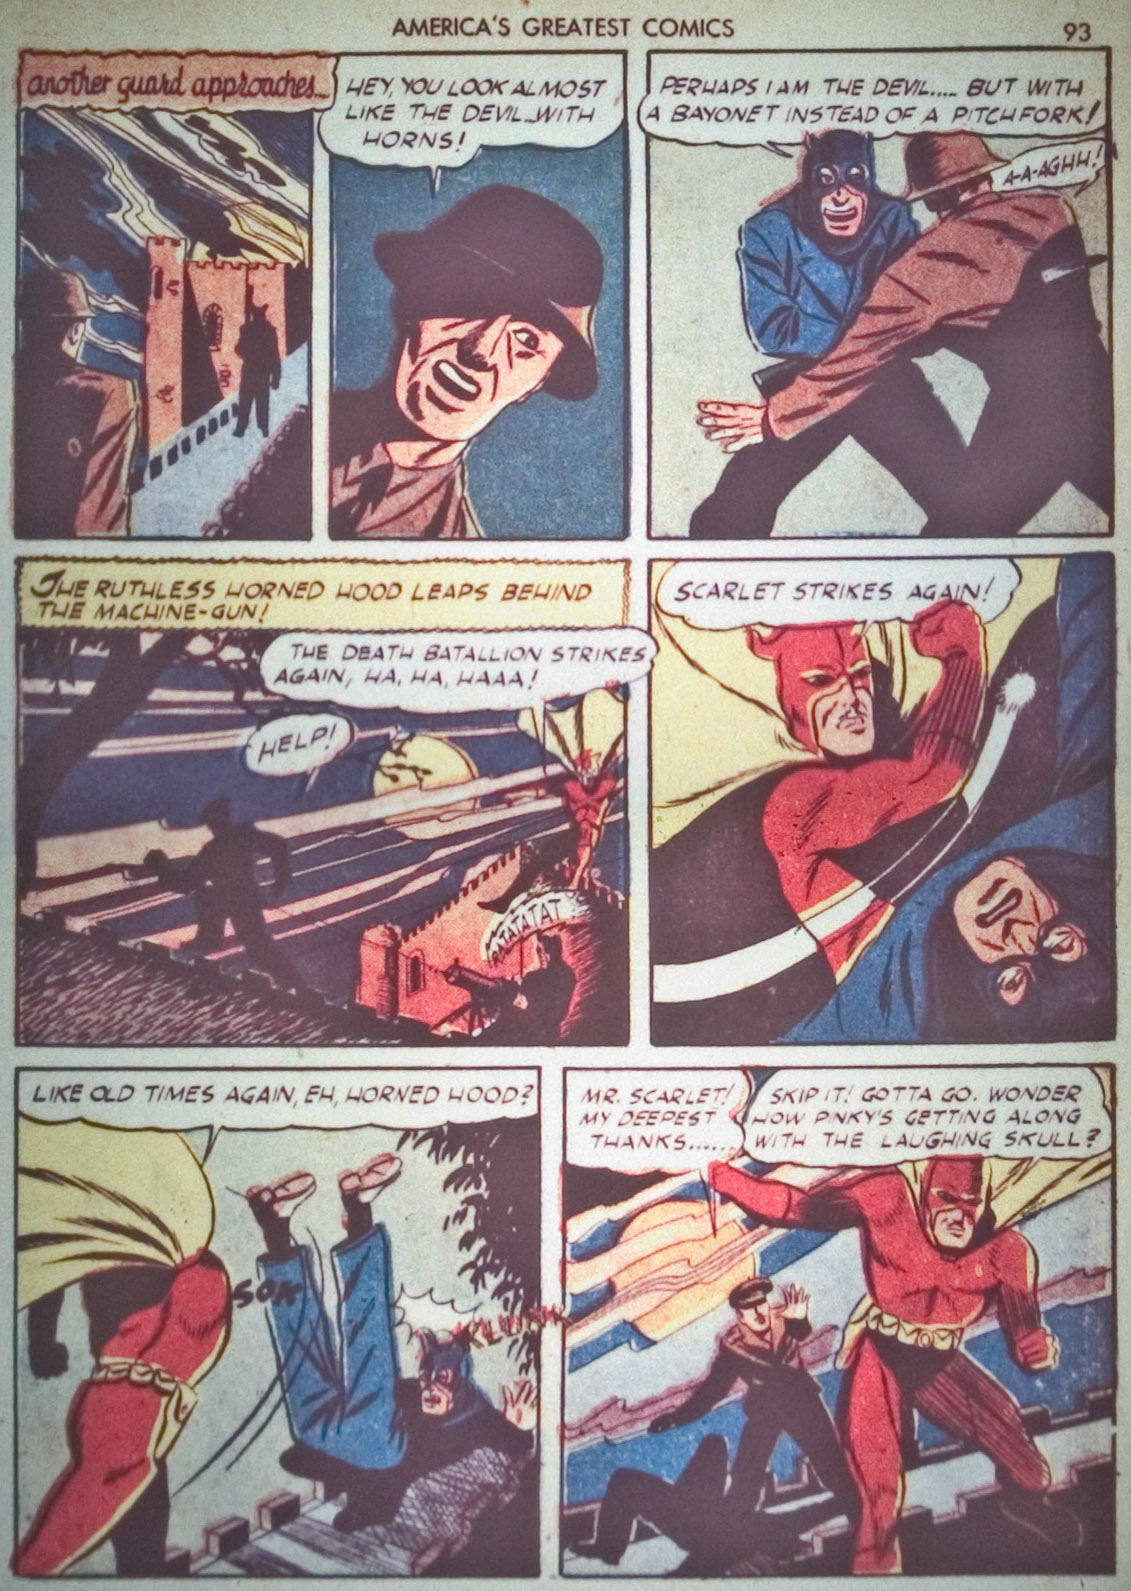 AMERICA'S GREATEST COMICS
93
another guard approaches...
HEY, YOU LOOK ALMOST
LIKE THE DEVIL...WITH
HORNS!
PERHAPS I AM THE DEVIL..... BUT WITH
A BAYONET INSTEAD OF A PITCHFORK!
A-A-AGHH!
THE RUTHLESS HORNED HOOD LEAPS BEHIND
THE MACHINE-GUN!
THE DEATH BATALLION STRIKES
AGAIN, HA, HA, HAAA!
HELP!
RATATATAT
SCARLET STRIKES AGAIN!
LIKE OLD TIMES AGAIN, EH, HORNED HOOD?
SOK
KLUNK
MR. SCARLET!
MY DEEPEST
THANKS......
SKIP IT! GOTTA GO. WONDER
HOW PINKY'S GETTING ALONG
WITH THE LAUGHING SKULL?